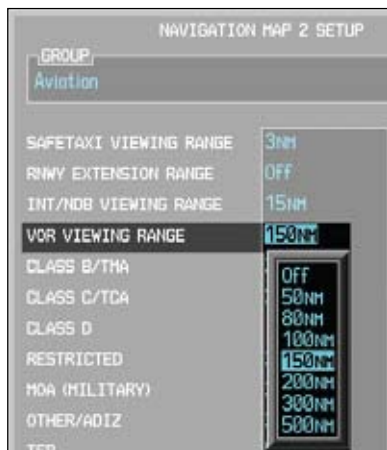 NAVIGATION MAP 2 SETUP
GROUP
Aviation
SAFETAXI VIEWING RANGE 3NM
RNWY EXTENSION RANGE Off
INT/NDB VIEWING RANGE 15NM
VOR VIEWING RANGE 150NM
CLASS B/TMA
CLASS C/TCA
CLASS D
RESTRICTED
MOA (MILITARY)
OTHER/ADIZ
TFR
Off
50NM
80NM
100NM
150NM
200NM
300NM
500NM